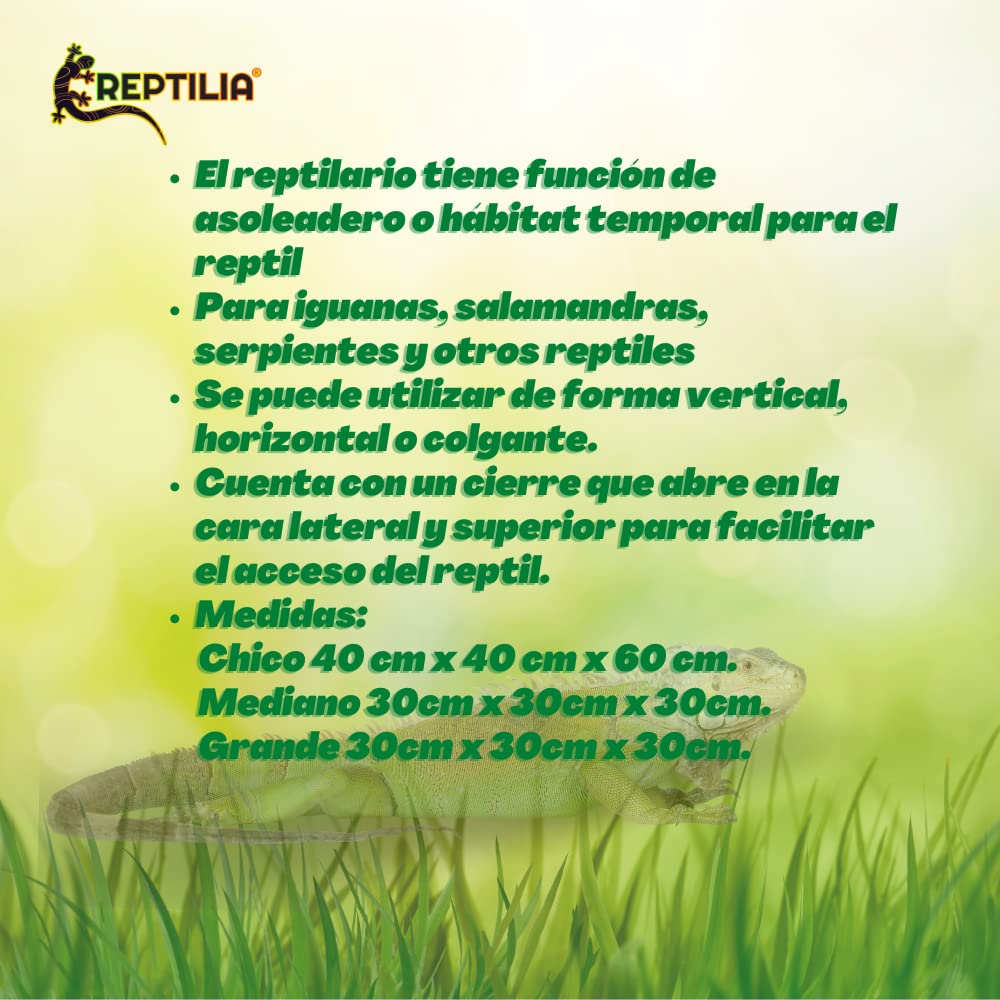 REPTILIA®
• El reptilario tiene función de
asoleadero o hábitat temporal para el
reptil
• Para iguanas, salamandras,
serpientes y otros reptiles
• Se puede utilizar de forma vertical,
horizontal o colgante.
• Cuenta con un cierre que abre en la
cara lateral y superior para facilitar
el acceso del reptil.
• Medidas:
Chico 40 cm x 40 cm x 60 cm.
Mediano 30cm x 30cm x 30cm.
Grande 30cm x 30cm x 30cm.